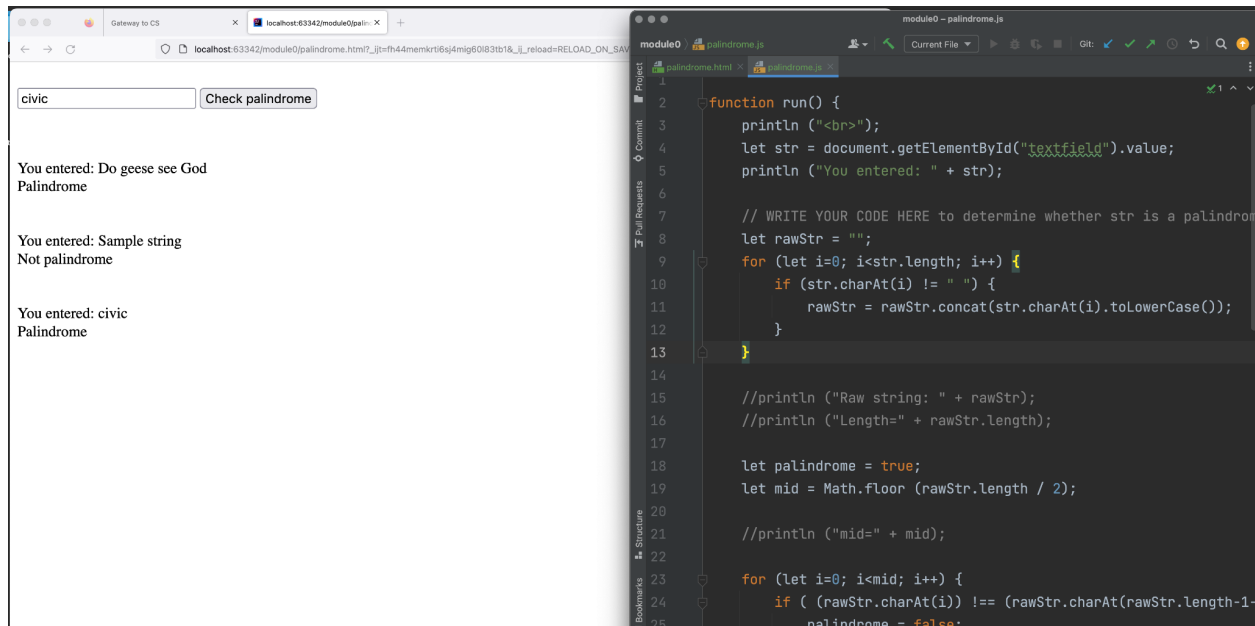 Gateway to CS
localhost:63342/module0/palin
localhost:63342/module0/palindrome.html?_ijt=fh44memkrti6sj4mig60l83tb1&_ij_reload=RELOAD_ON_SAV
civic
Check palindrome
You entered: Do geese see God
Palindrome
You entered: Sample string
Not palindrome
You entered: civic
Palindrome
module0 – palindrome.js
module0
palindrome.js
Current File
Git:
palindrome.html
palindrome.js
Project
Commit
Pull Requests
Structure
Bookmarks
1
1
2 function run() {
3 println ("<br>");
4 let str = document.getElementById("textfield").value;
5 println ("You entered: " + str);
6
7 // WRITE YOUR CODE HERE to determine whether str is a palindrom
8 let rawStr = "";
9 for (let i=0; i<str.length; i++) {
10 if (str.charAt(i) != " ") {
11 rawStr = rawStr.concat(str.charAt(i).toLowerCase());
12 }
13 }
14
15 //println ("Raw string: " + rawStr);
16 //println ("Length=" + rawStr.length);
17
18 let palindrome = true;
19 let mid = Math.floor (rawStr.length / 2);
20
21 //println ("mid=" + mid);
22
23 for (let i=0; i<mid; i++) {
24 if ( (rawStr.charAt(i)) !== (rawStr.charAt(rawStr.length-1-
25 palindrome = false;